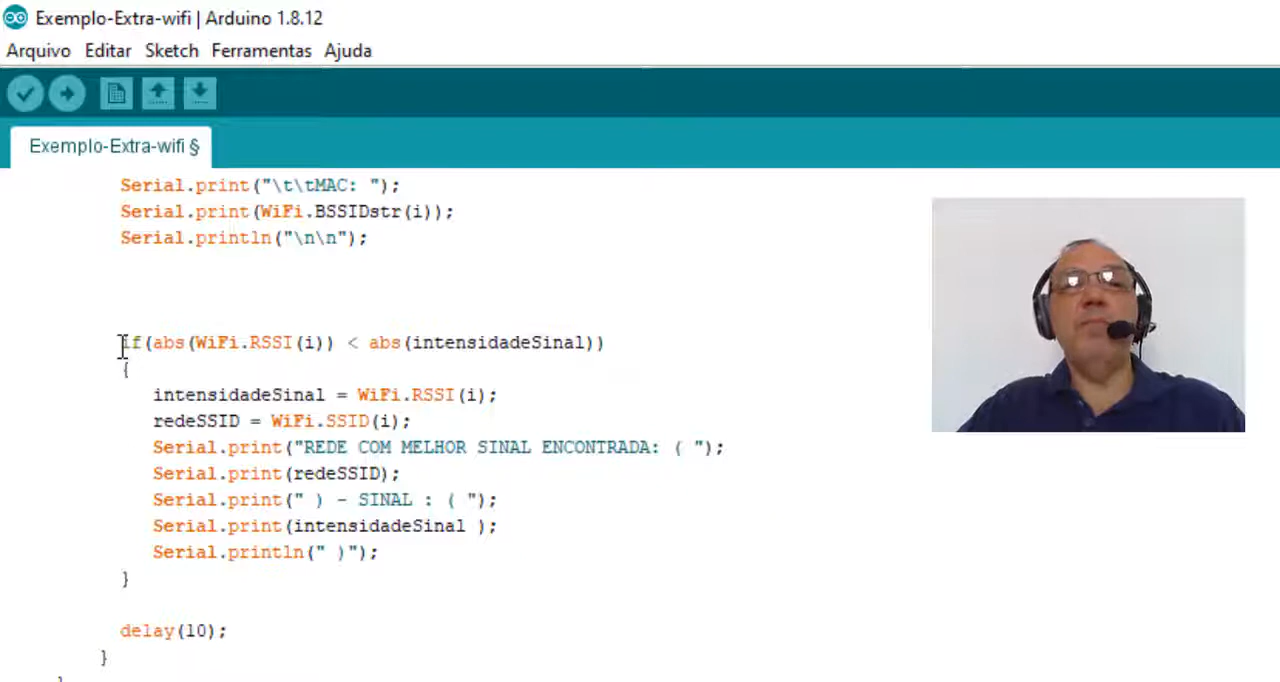 Exemplo-Extra-wifi | Arduino 1.8.12
Arquivo Editar Sketch Ferramentas Ajuda
Exemplo-Extra-wifi §
Serial.print("\t\tMAC: ");
Serial.print(WiFi.BSSIDstr(i));
Serial.println("\n\n");
if(abs(WiFi.RSSI(i)) < abs(intensidadeSinal))
{
intensidadeSinal = WiFi.RSSI(i);
redeSSID = WiFi.SSID(i);
Serial.print("REDE COM MELHOR SINAL ENCONTRADA: ( ");
Serial.print(redeSSID);
Serial.print(" ) - SINAL : ( ");
Serial.print(intensidadeSinal );
Serial.println(" )");
}
delay(10);
}